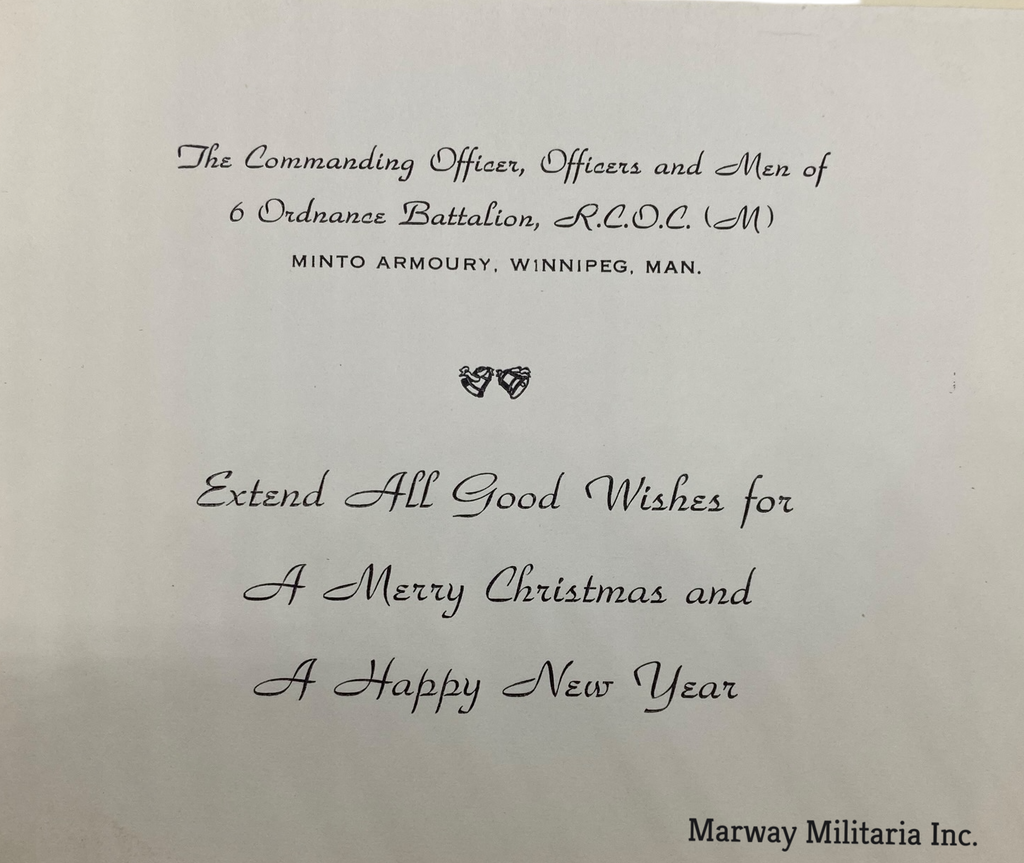 The Commanding Officer, Officers and Men of
6 Ordnance Battalion, R.C.O.C. (M)
MINTO ARMOURY, WINNIPEG, MAN.
Extend All Good Wishes for
A Merry Christmas and
A Happy New Year
Marway Militaria Inc.